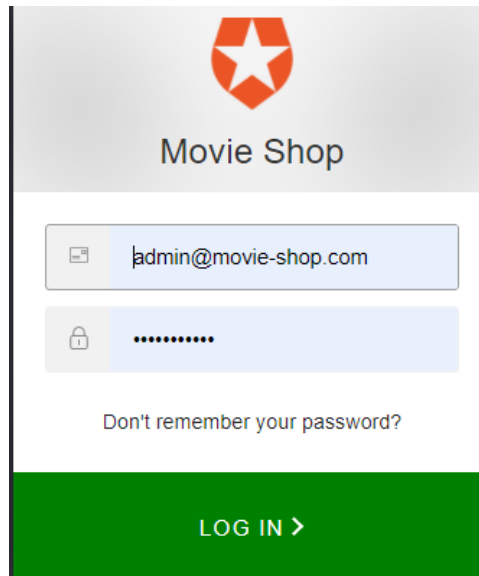 Movie Shop
admin@movie-shop.com
•••••••••••
Don't remember your password?
LOG IN >